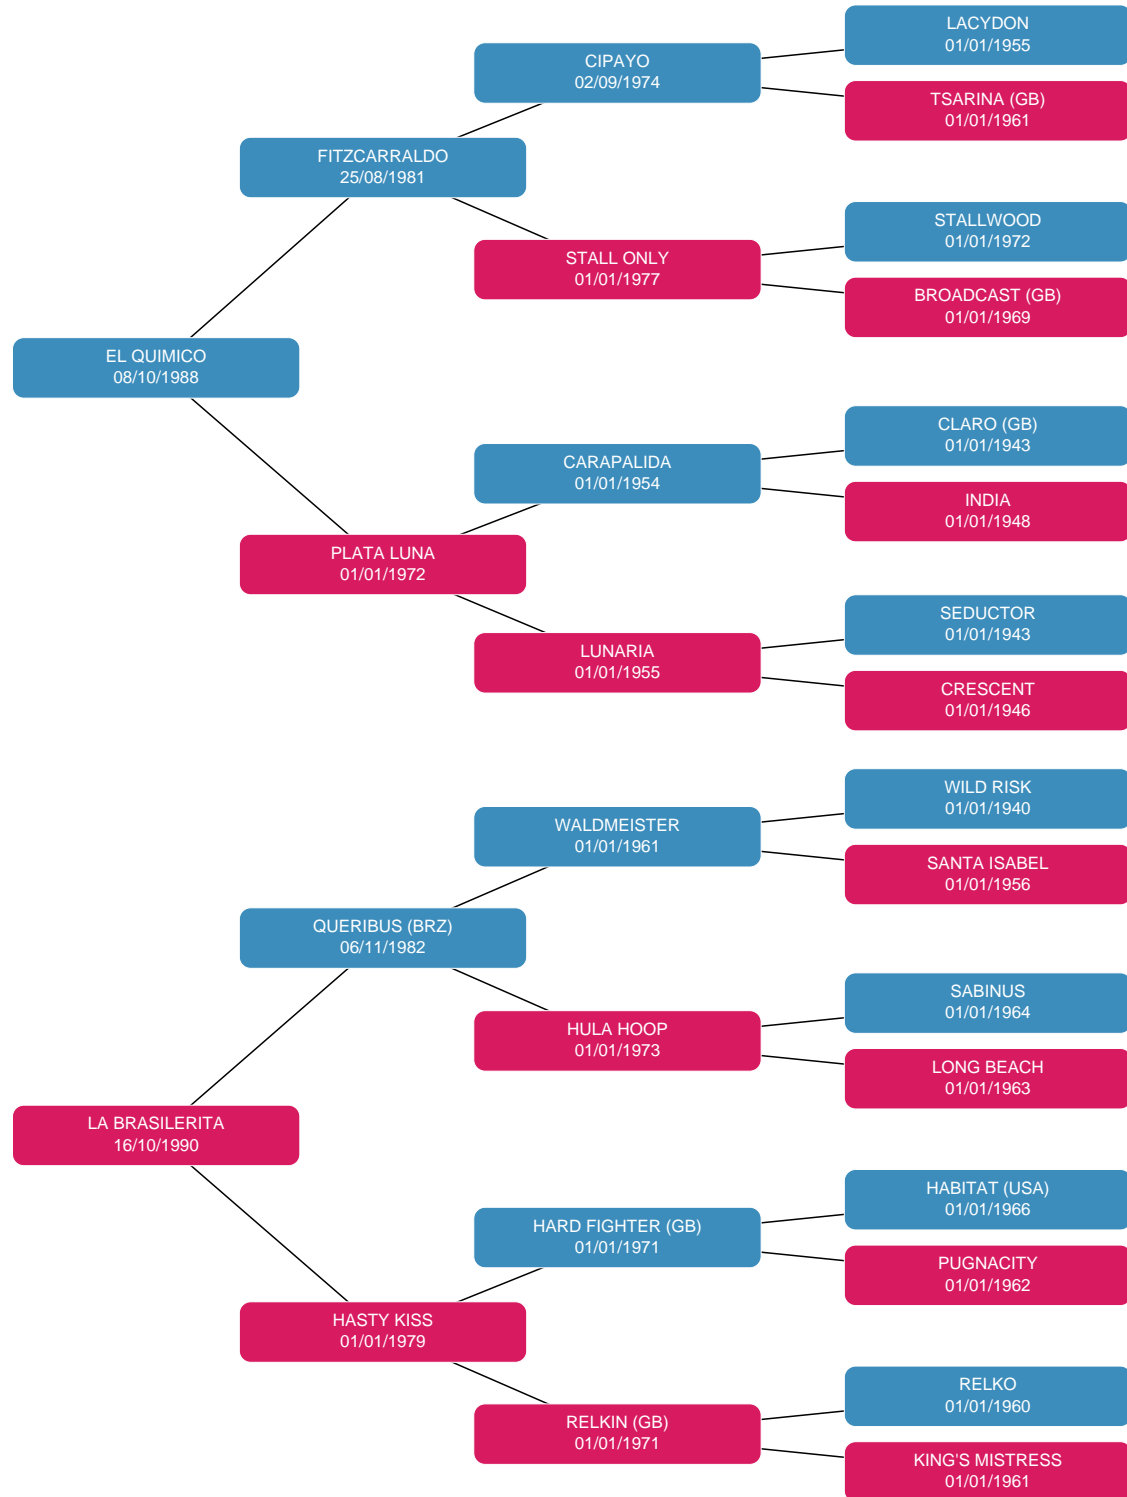 LACYDON
01/01/1955
CIPAYO
02/09/1974
TSARINA (GB)
01/01/1961
FITZCARRALDO
25/08/1981
STALLWOOD
01/01/1972
STALL ONLY
01/01/1977
BROADCAST (GB)
01/01/1969
EL QUIMICO
08/10/1988
CLARO (GB)
01/01/1943
CARAPALIDA
01/01/1954
INDIA
01/01/1948
PLATA LUNA
01/01/1972
SEDUCTOR
01/01/1943
LUNARIA
01/01/1955
CRESCENT
01/01/1946
WILD RISK
01/01/1940
WALDMEISTER
01/01/1961
SANTA ISABEL
01/01/1956
QUERIBUS (BRZ)
06/11/1982
SABINUS
01/01/1964
HULA HOOP
01/01/1973
LONG BEACH
01/01/1963
LA BRASILERITA
16/10/1990
HABITAT (USA)
01/01/1966
HARD FIGHTER (GB)
01/01/1971
PUGNACITY
01/01/1962
HASTY KISS
01/01/1979
RELKO
01/01/1960
RELKIN (GB)
01/01/1971
KING'S MISTRESS
01/01/1961